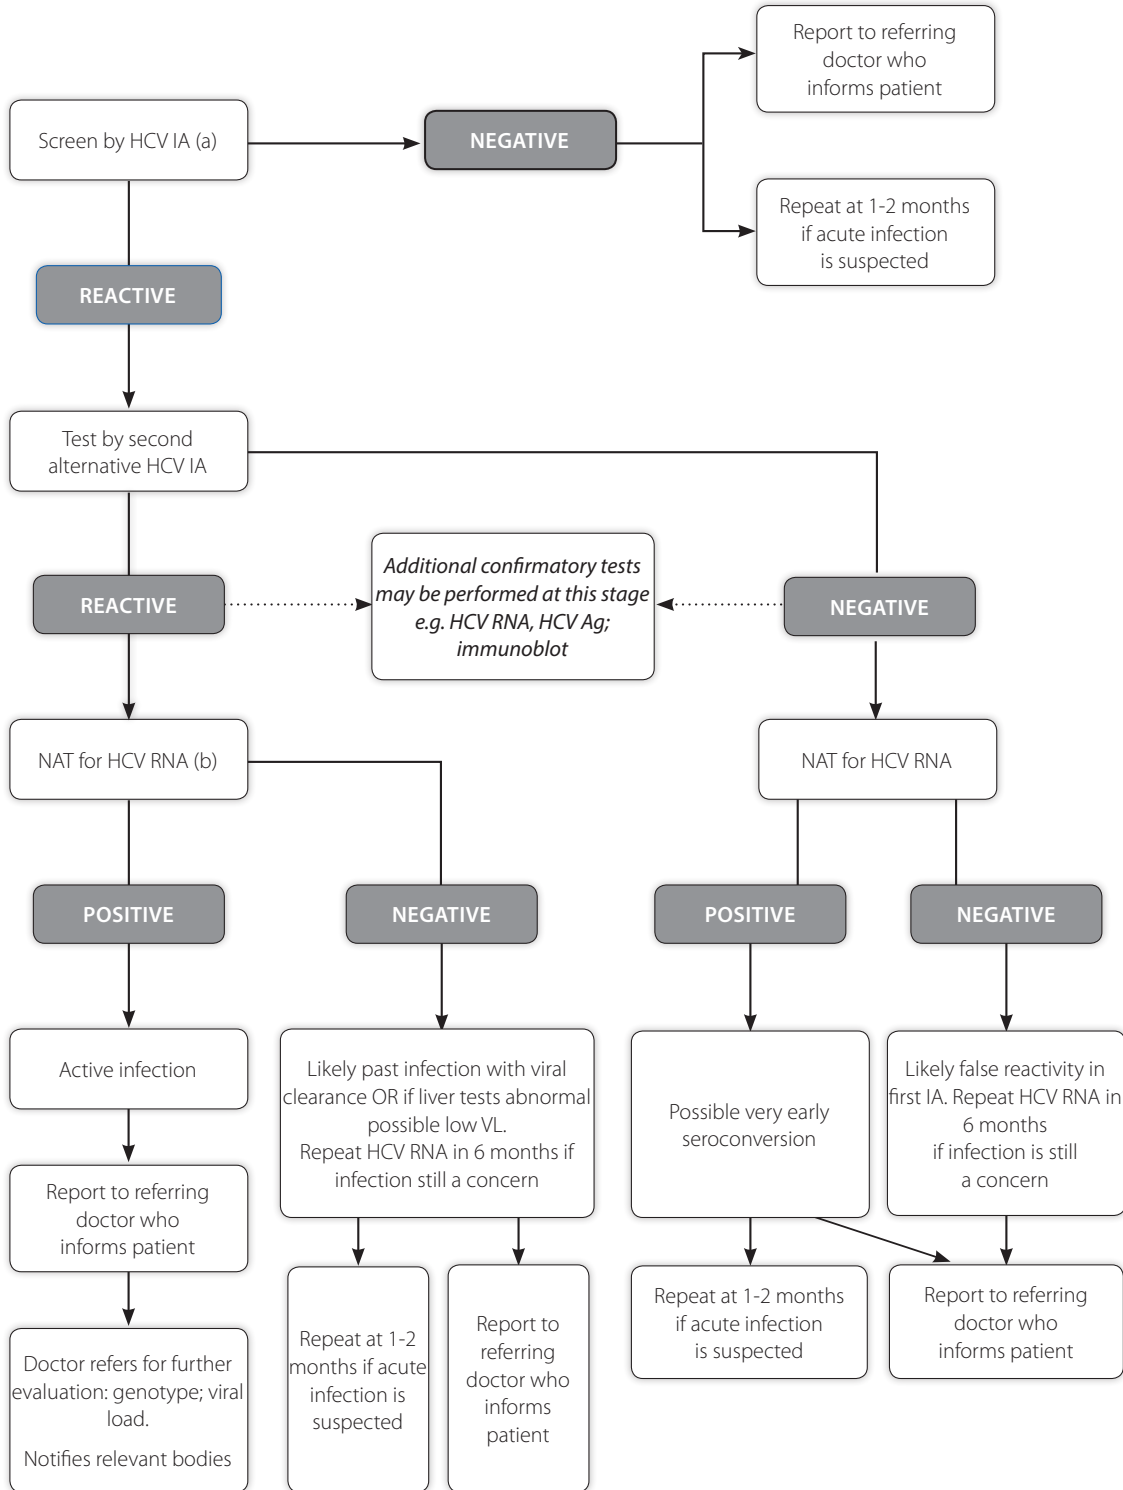 Report to referring
doctor who
informs patient
Screen by HCV IA (a)
NEGATIVE
Repeat at 1-2 months
if acute infection
is suspected
REACTIVE
Test by second
alternative HCV IA
Additional confirmatory tests
may be performed at this stage
e.g. HCV RNA, HCV Ag;
immunoblot
REACTIVE
NEGATIVE
NAT for HCV RNA (b)
NAT for HCV RNA
POSITIVE
NEGATIVE
POSITIVE
NEGATIVE
Active infection
Likely past infection with viral
clearance OR if liver tests abnormal
possible low VL.
Repeat HCV RNA in 6 months if
infection still a concern
Possible very early
seroconversion
Likely false reactivity in
first IA. Repeat HCV RNA in
6 months
if infection is still
a concern
Report to referring
doctor who
informs patient
Repeat at 1-2
months if acute
infection is
suspected
Report to
referring
doctor who
informs
patient
Repeat at 1-2 months
if acute infection
is suspected
Report to referring
doctor who
informs patient
Doctor refers for further
evaluation: genotype; viral
load.
Notifies relevant bodies